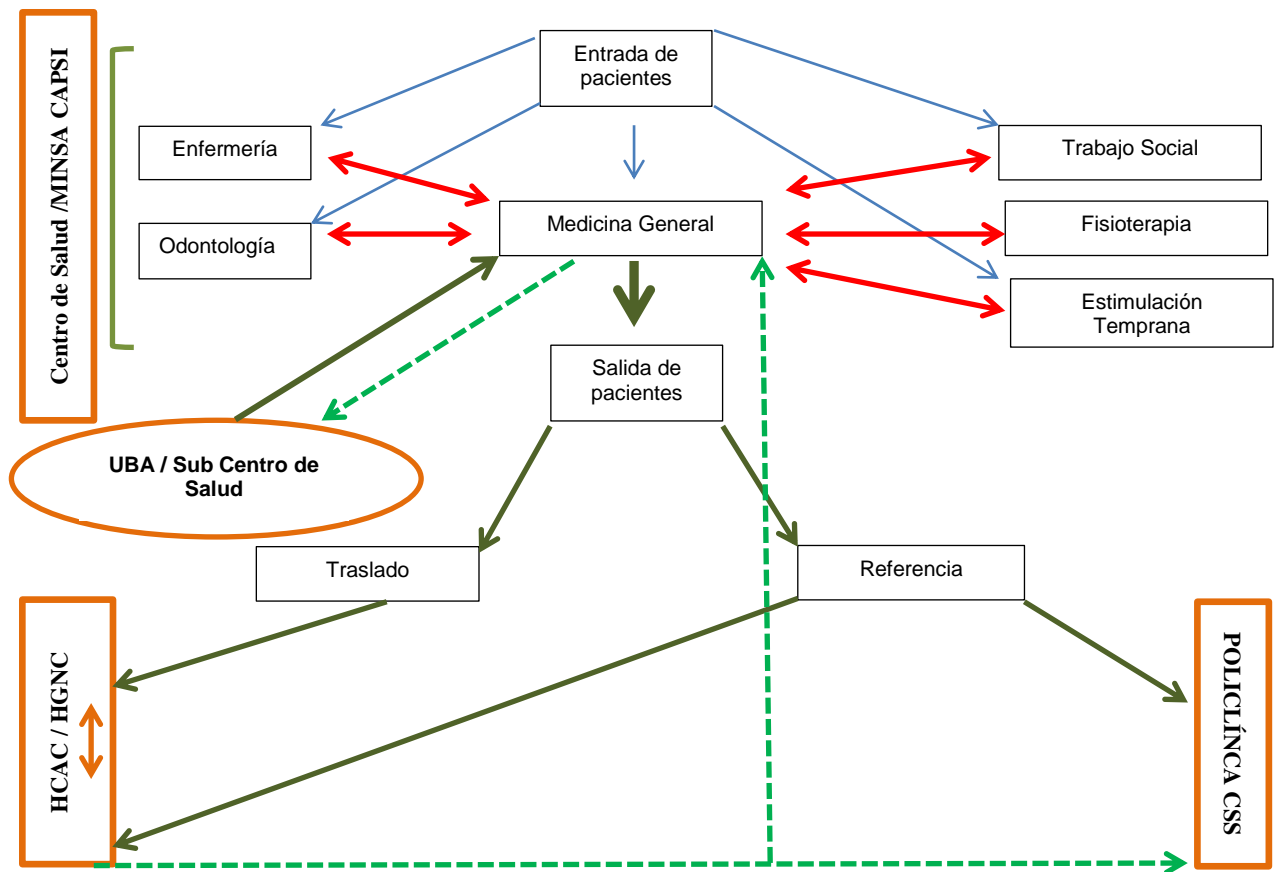 Centro de Salud /MINSA CAPSI
Entrada de
pacientes
Enfermería
Trabajo Social
Odontología
Medicina General
Fisioterapia
Estimulación
Temprana
Salida de
pacientes
UBA / Sub Centro de
Salud
Traslado
Referencia
HCAC / HGNC
POLICLÍNCA CSS